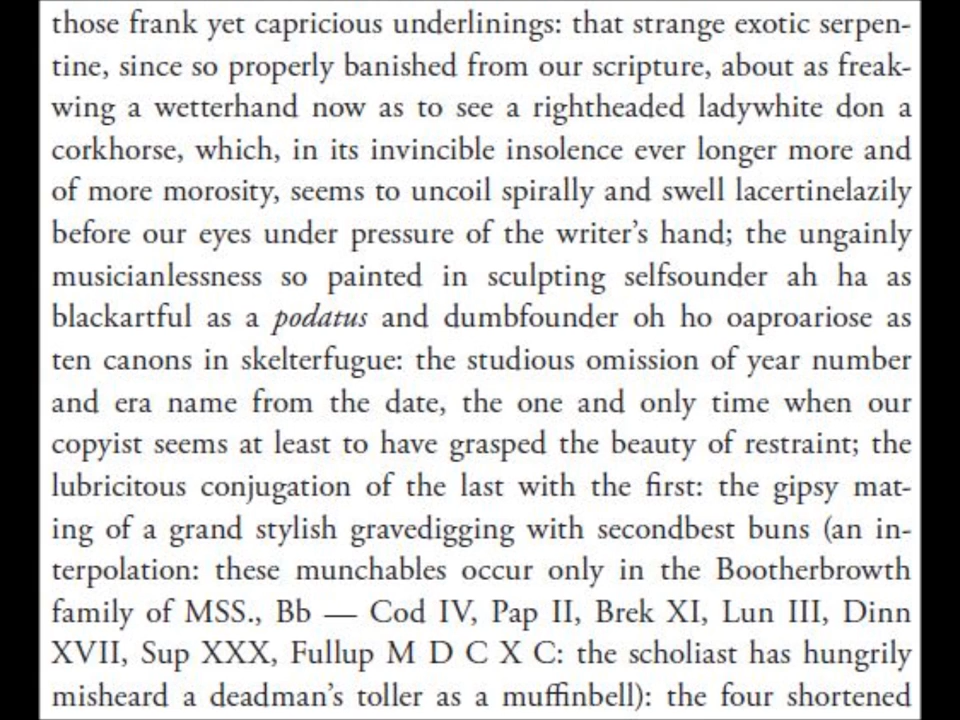 those frank yet capricious underlinings: that strange exotic serpen-
tine, since so properly banished from our scripture, about as freak-
wing a wetterhand now as to see a rightheaded ladywhite don a
corkhorse, which, in its invincible insolence ever longer more and
of more morosity, seems to uncoil spirally and swell lacertinelazily
before our eyes under pressure of the writer’s hand; the ungainly
musicianlessness so painted in sculpting selfsounder ah ha as
blackartful as a podatus and dumbfounder oh ho oaproariose as
ten canons in skelterfugue: the studious omission of year number
and era name from the date, the one and only time when our
copyist seems at least to have grasped the beauty of restraint; the
lubricitous conjugation of the last with the first: the gipsy mat-
ing of a grand stylish gravedigging with secondbest buns (an in-
terpolation: these munchables occur only in the Bootherbrowth
family of MSS., Bb — Cod IV, Pap II, Brek XI, Lun III, Dinn
XVII, Sup XXX, Fullup M D C X C: the scholiast has hungrily
misheard a deadman’s toller as a muffinbell): the four shortened